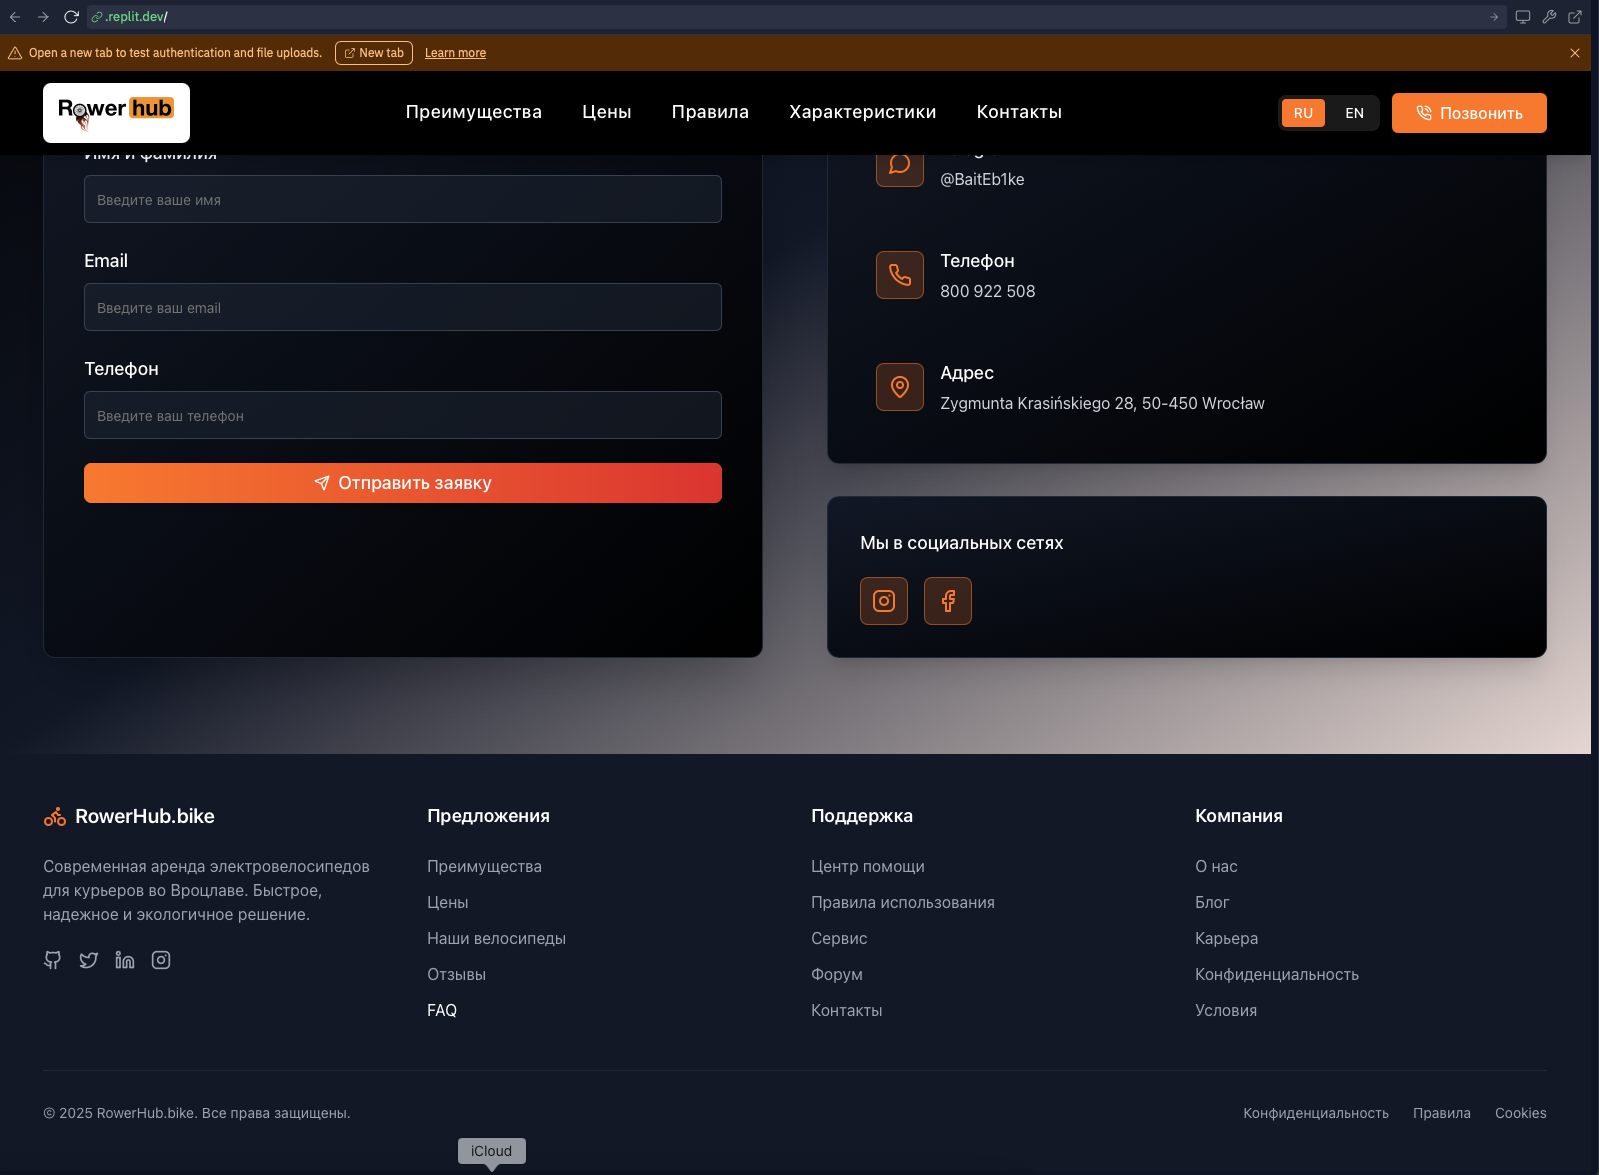 .replit.dev/
Open a new tab to test authentication and file uploads. New tab Learn more
Rower hub
Преимущества Цены Правила Характеристики Контакты
RU EN Позвонить
Имя и фамилия
Введите ваше имя
Email
Введите ваш email
Телефон
Введите ваш телефон
Отправить заявку
@BaitEb1ke
Телефон
800 922 508
Адрес
Zygmunta Krasińskiego 28, 50-450 Wrocław
Мы в социальных сетях
RowerHub.bike
Современная аренда электровелосипедов
для курьеров во Вроцлаве. Быстрое,
надежное и экологичное решение.
Предложения
Преимущества
Цены
Наши велосипеды
Отзывы
FAQ
Поддержка
Центр помощи
Правила использования
Сервис
Форум
Контакты
Компания
О нас
Блог
Карьера
Конфиденциальность
Условия
© 2025 RowerHub.bike. Все права защищены.
Конфиденциальность Правила Cookies
iCloud